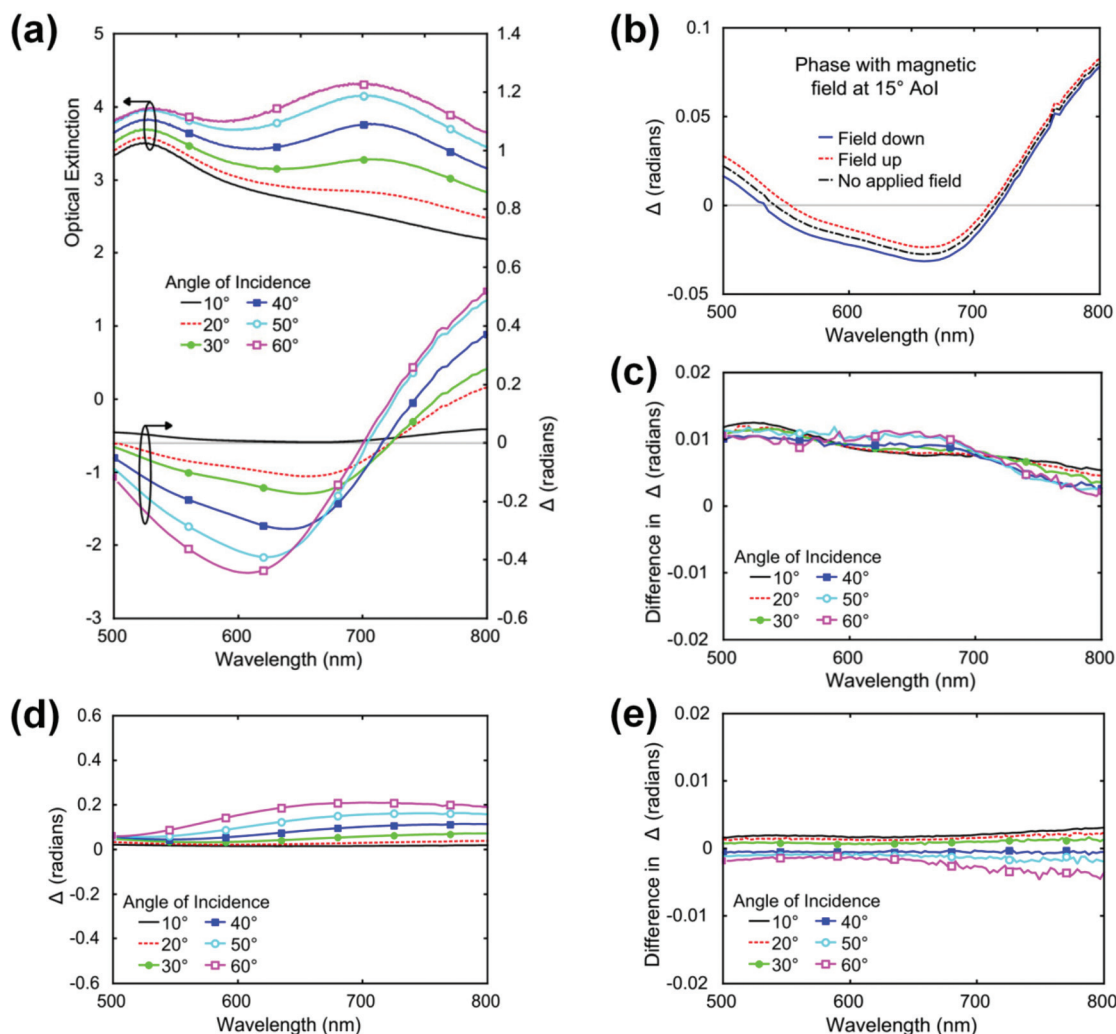 (a)
5
4
3
2
1
0
-1
-2
-3
Optical Extinction
1.4
1.2
1
0.8
0.6
0.4
0.2
0
-0.2
-0.4
-0.6
Δ (radians)
Angle of Incidence
10° 40°
20° 50°
30° 60°
500 600 700 800
Wavelength (nm)
(b)
0.1
0.05
0
-0.05
Δ (radians)
Phase with magnetic
field at 15° AoI
Field down
Field up
No applied field
500 600 700 800
Wavelength (nm)
(c)
0.02
0.01
0
-0.01
-0.02
Difference in Δ (radians)
Angle of Incidence
10° 40°
20° 50°
30° 60°
500 600 700 800
Wavelength (nm)
(d)
0.6
0.4
0.2
0
-0.2
-0.4
-0.6
Δ (radians)
Angle of Incidence
10° 40°
20° 50°
30° 60°
500 600 700 800
Wavelength (nm)
(e)
0.02
0.01
0
-0.01
-0.02
Difference in Δ (radians)
Angle of Incidence
10° 40°
20° 50°
30° 60°
500 600 700 800
Wavelength (nm)